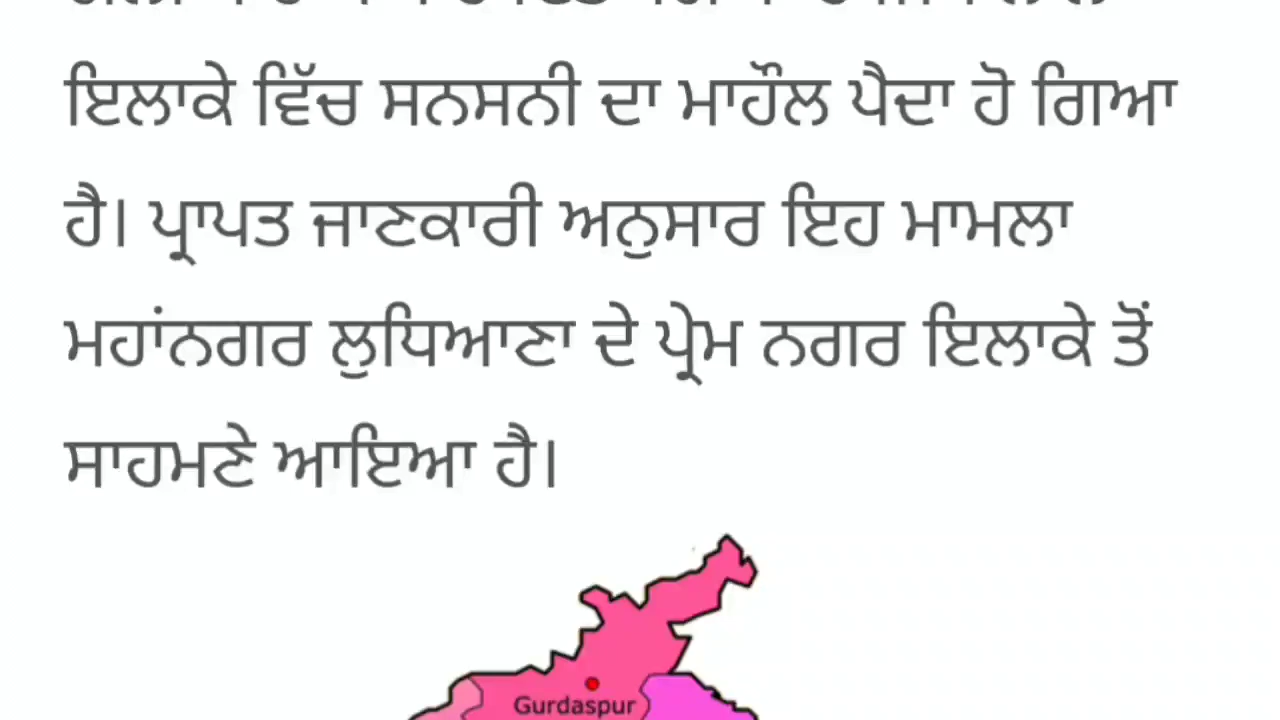 ਇਲਾਕੇ ਵਿੱਚ ਸਨਸਨੀ ਦਾ ਮਾਹੌਲ ਪੈਦਾ ਹੋ ਗਿਆ
ਹੈ। ਪ੍ਰਾਪਤ ਜਾਣਕਾਰੀ ਅਨੁਸਾਰ ਇਹ ਮਾਮਲਾ
ਮਹਾਂਨਗਰ ਲੁਧਿਆਣਾ ਦੇ ਪ੍ਰੇਮ ਨਗਰ ਇਲਾਕੇ ਤੋਂ
ਸਾਹਮਣੇ ਆਇਆ ਹੈ।
Gurdaspur